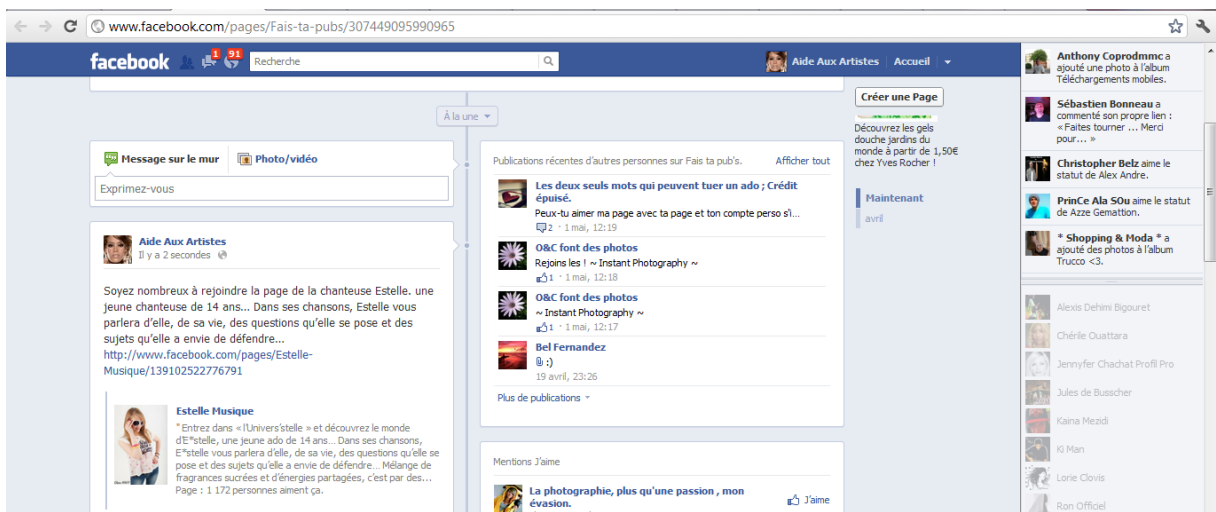 www.facebook.com/pages/Fais-ta-pubs/307449095990965
facebook
1
91
Recherche
Aide Aux Artistes
Accueil
À la une
Message sur le mur
Photo/vidéo
Exprimez-vous
Aide Aux Artistes
Il y a 2 secondes
Soyez nombreux à rejoindre la page de la chanteuse Estelle. une
jeune chanteuse de 14 ans... Dans ses chansons, Estelle vous
parlera d'elle, de sa vie, des questions qu'elle se pose et des
sujets qu'elle a envie de défendre...
http://www.facebook.com/pages/Estelle-
Musique/139102522776791
Estelle Musique
"Entrez dans «l'Univers'stelle » et découvrez le monde
d'E*stelle, une jeune ado de 14 ans... Dans ses chansons,
E*stelle vous parlera d'elle, de sa vie, des questions qu'elle se
pose et des sujets qu'elle a envie de défendre... Mélange de
fragrances sucrées et d'énergies partagées, c'est par des...
Page : 1 172 personnes aiment ça.
Publications récentes d'autres personnes sur Fais ta pub's.
Afficher tout
Les deux seuls mots qui peuvent tuer un ado ; Crédit
épuisé.
Peux-tu aimer ma page avec ta page et ton compte perso s'i...
2 · 1 mai, 12:19
O&C font des photos
Rejoins les ! ~ Instant Photography ~
1 · 1 mai, 12:18
O&C font des photos
~ Instant Photography ~
1 · 1 mai, 12:17
Bel Fernandez
:)
19 avril, 23:26
Plus de publications
Mentions J'aime
La photographie, plus qu'une passion , mon
évasion.
J'aime
Créer une Page
Découvrez les gels
douche jardins du
monde à partir de 1,50€
chez Yves Rocher !
Maintenant
avril
Anthony Coprodmmc a
ajouté une photo à l'album
Téléchargements mobiles.
Sébastien Bonneau a
commenté son propre lien :
«Faites tourner ... Merci
pour... »
Christopher Belz aime le
statut de Alex Andre.
PrinCe Ala SOu aime le statut
de Azze Gemattion.
* Shopping & Moda * a
ajouté des photos à l'album
Trucco <3.
Alexis Dehimi Bigouret
Chérile Ouattara
Jennyfer Chachat Profil Pro
Jules de Busscher
Kaina Mezidi
Ki Man
Lorie Clovis
Ron Officiel